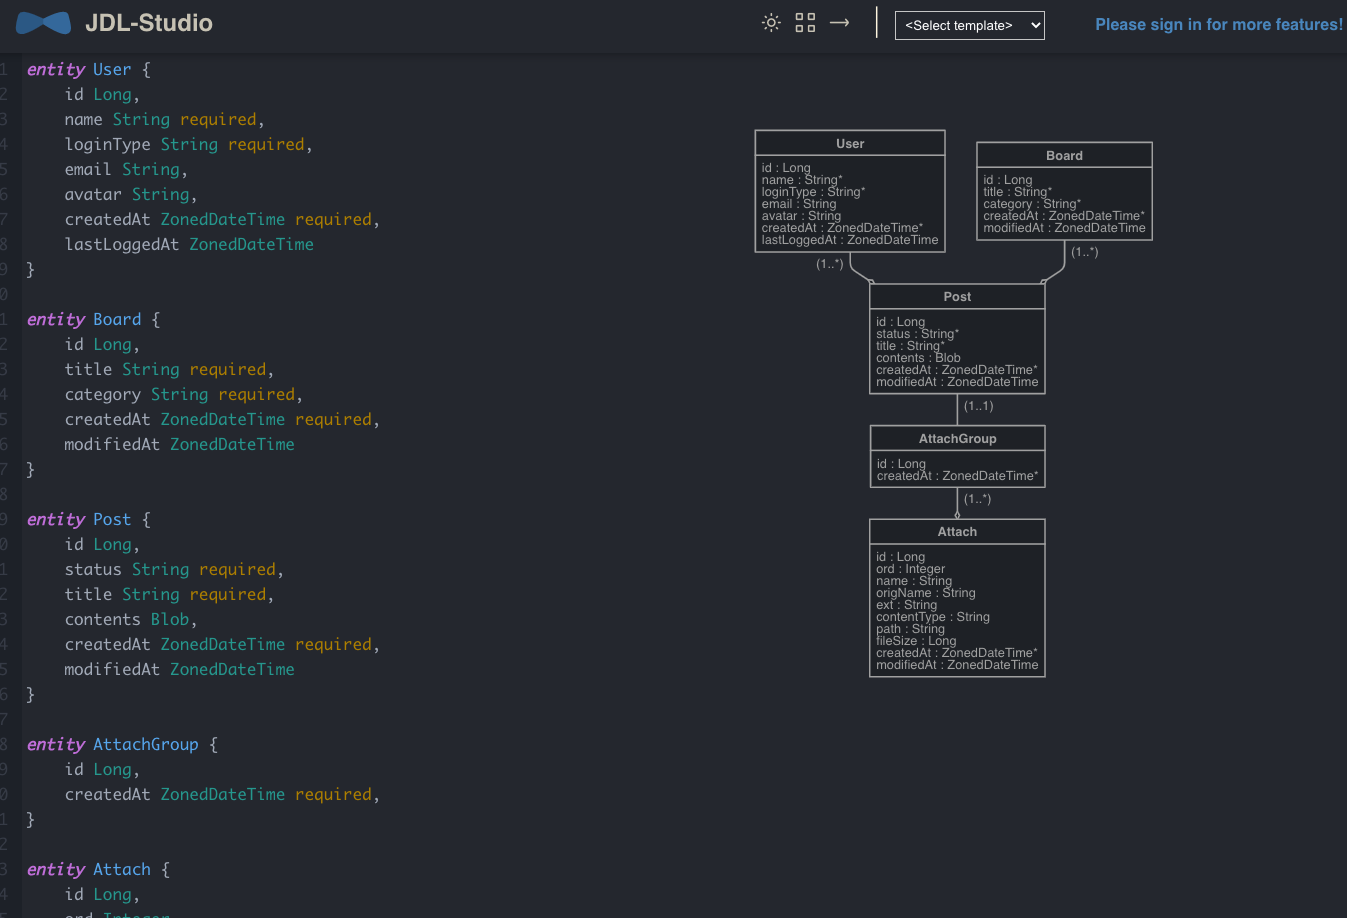 JDL-Studio
<Select template>
Please sign in for more features!
1 entity User {
2 id Long,
3 name String required,
4 loginType String required,
5 email String,
6 avatar String,
7 createdAt ZonedDateTime required,
8 lastLoggedAt ZonedDateTime
9 }
0
1 entity Board {
2 id Long,
3 title String required,
4 category String required,
5 createdAt ZonedDateTime required,
6 modifiedAt ZonedDateTime
7 }
8
9 entity Post {
0 id Long,
1 status String required,
2 title String required,
3 contents Blob,
4 createdAt ZonedDateTime required,
5 modifiedAt ZonedDateTime
6 }
7
8 entity AttachGroup {
9 id Long,
0 createdAt ZonedDateTime required,
1 }
2
3 entity Attach {
4 id Long,
5 ord Integer
User
id : Long
name : String*
loginType : String*
email : String
avatar : String
createdAt : ZonedDateTime*
lastLoggedAt : ZonedDateTime
(1..*)
Board
id : Long
title : String*
category : String*
createdAt : ZonedDateTime*
modifiedAt : ZonedDateTime
(1..*)
Post
id : Long
status : String*
title : String*
contents : Blob
createdAt : ZonedDateTime*
modifiedAt : ZonedDateTime
(1..1)
AttachGroup
id : Long
createdAt : ZonedDateTime*
(1..*)
Attach
id : Long
ord : Integer
name : String
origName : String
ext : String
contentType : String
path : String
fileSize : Long
createdAt : ZonedDateTime*
modifiedAt : ZonedDateTime